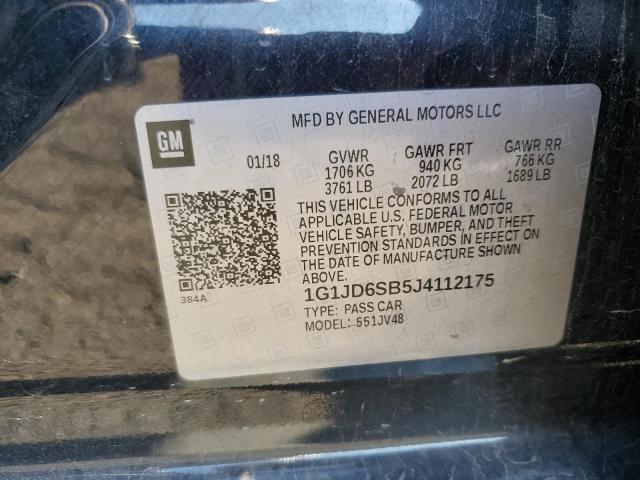 MFD BY GENERAL MOTORS LLC
GM
01/18 GVWR GAWR FRT GAWR RR
1706 KG 940 KG 766 KG
3761 LB 2072 LB 1689 LB
THIS VEHICLE CONFORMS TO ALL
APPLICABLE U.S. FEDERAL MOTOR
VEHICLE SAFETY, BUMPER, AND THEFT
PREVENTION STANDARDS IN EFFECT ON
THE DATE OF MANUFACTURE SHOWN
ABOVE.
384A
1G1JD6SB5J4112175
TYPE: PASS CAR
MODEL: 551JV48